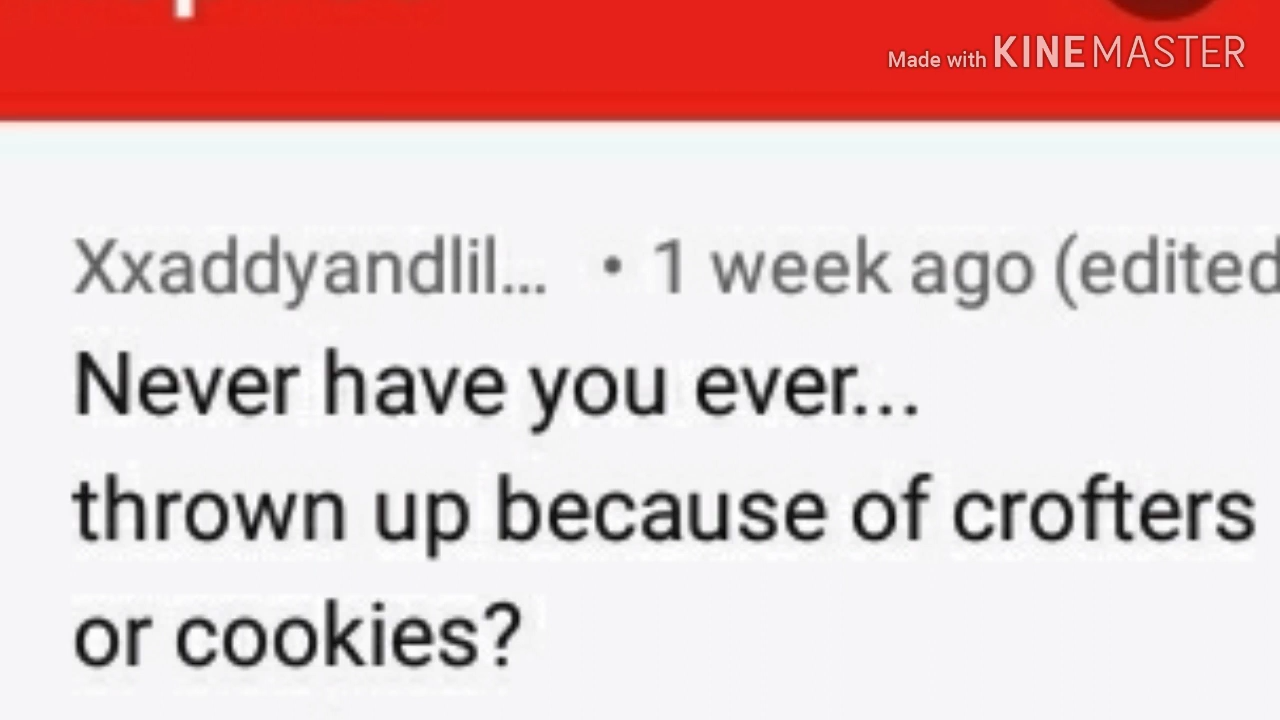 Made with KINEMASTER
Xxaddyandlil... • 1 week ago (edited
Never have you ever...
thrown up because of crofters
or cookies?